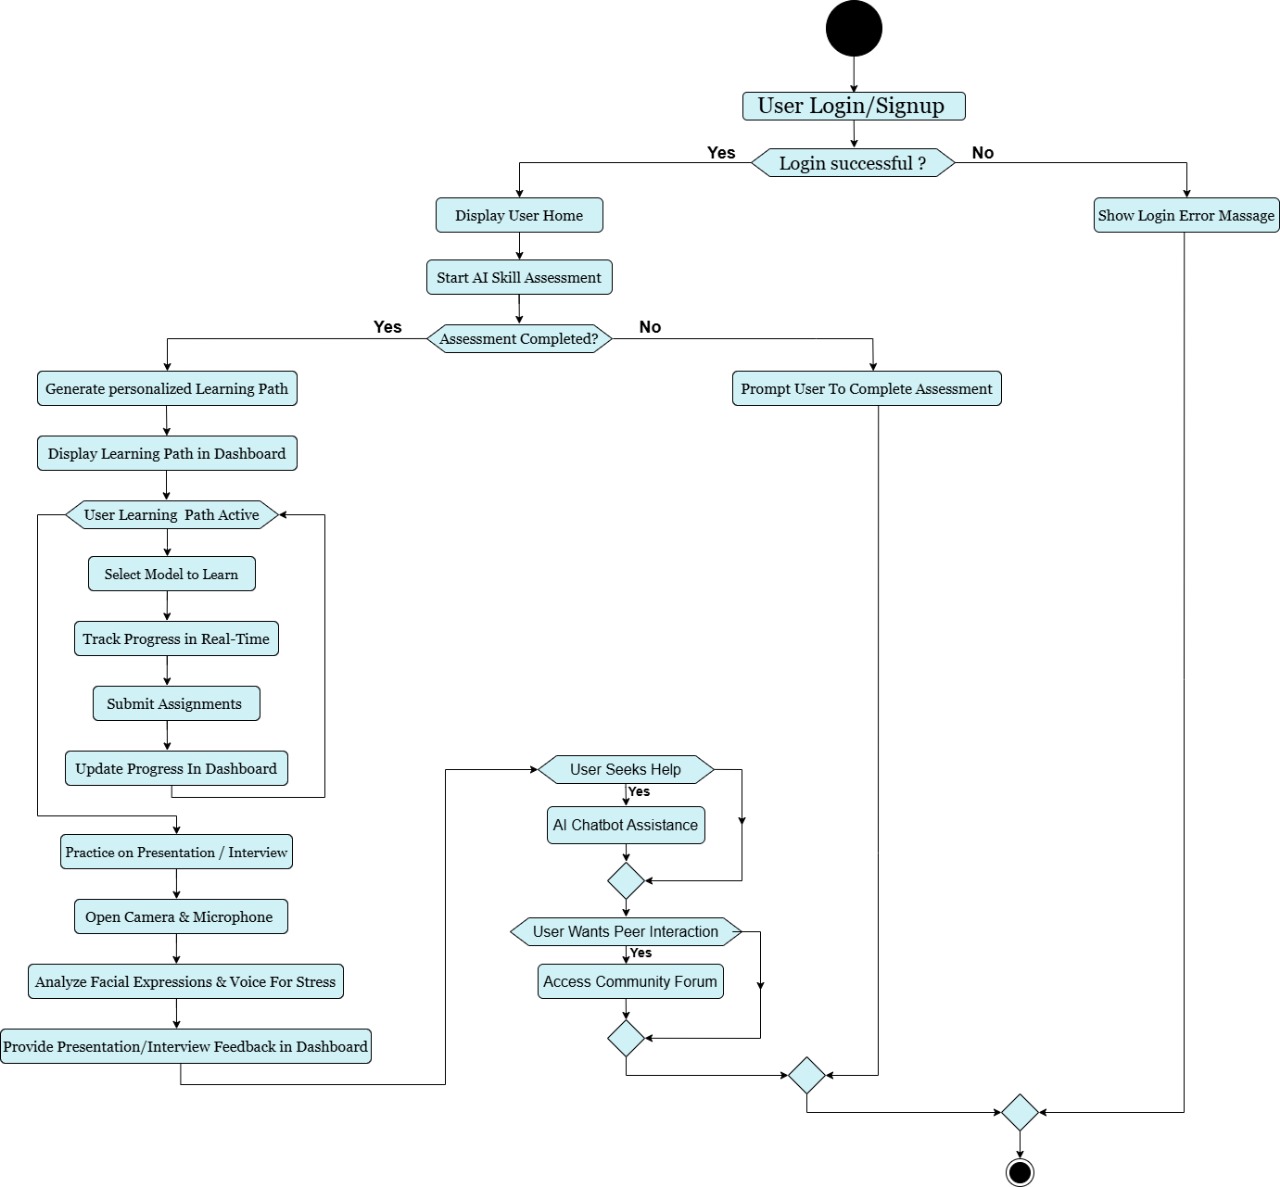 User Login/Signup
Yes
Login successful ?
No
Display User Home
Show Login Error Massage
Start AI Skill Assessment
Yes
Assessment Completed?
No
Generate personalized Learning Path
Prompt User To Complete Assessment
Display Learning Path in Dashboard
User Learning Path Active
Select Model to Learn
Track Progress in Real-Time
Submit Assignments
Update Progress In Dashboard
Practice on Presentation / Interview
Open Camera & Microphone
Analyze Facial Expressions & Voice For Stress
Provide Presentation/Interview Feedback in Dashboard
User Seeks Help
Yes
AI Chatbot Assistance
User Wants Peer Interaction
Yes
Access Community Forum